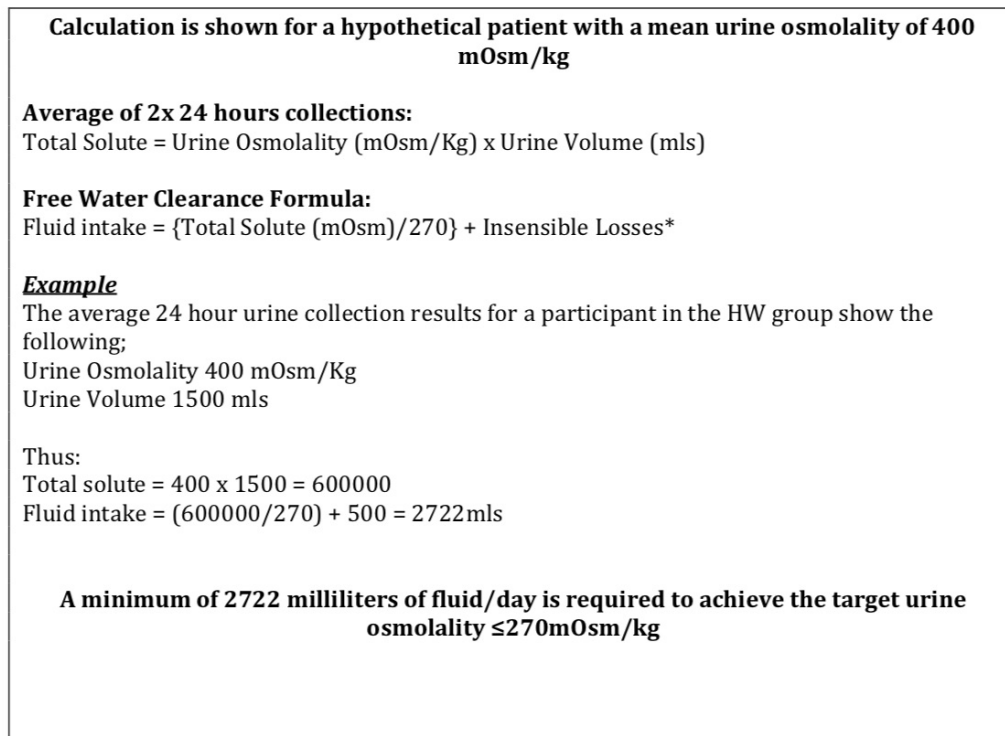 Calculation is shown for a hypothetical patient with a mean urine osmolality of 400
mOsm/kg
Average of 2x 24 hours collections:
Total Solute = Urine Osmolality (mOsm/Kg) x Urine Volume (mls)
Free Water Clearance Formula:
Fluid intake = {Total Solute (mOsm)/270} + Insensible Losses*
Example
The average 24 hour urine collection results for a participant in the HW group show the
following;
Urine Osmolality 400 mOsm/Kg
Urine Volume 1500 mls
Thus:
Total solute = 400 x 1500 = 600000
Fluid intake = (600000/270) + 500 = 2722mls
A minimum of 2722 milliliters of fluid/day is required to achieve the target urine
osmolality ≤270mOsm/kg